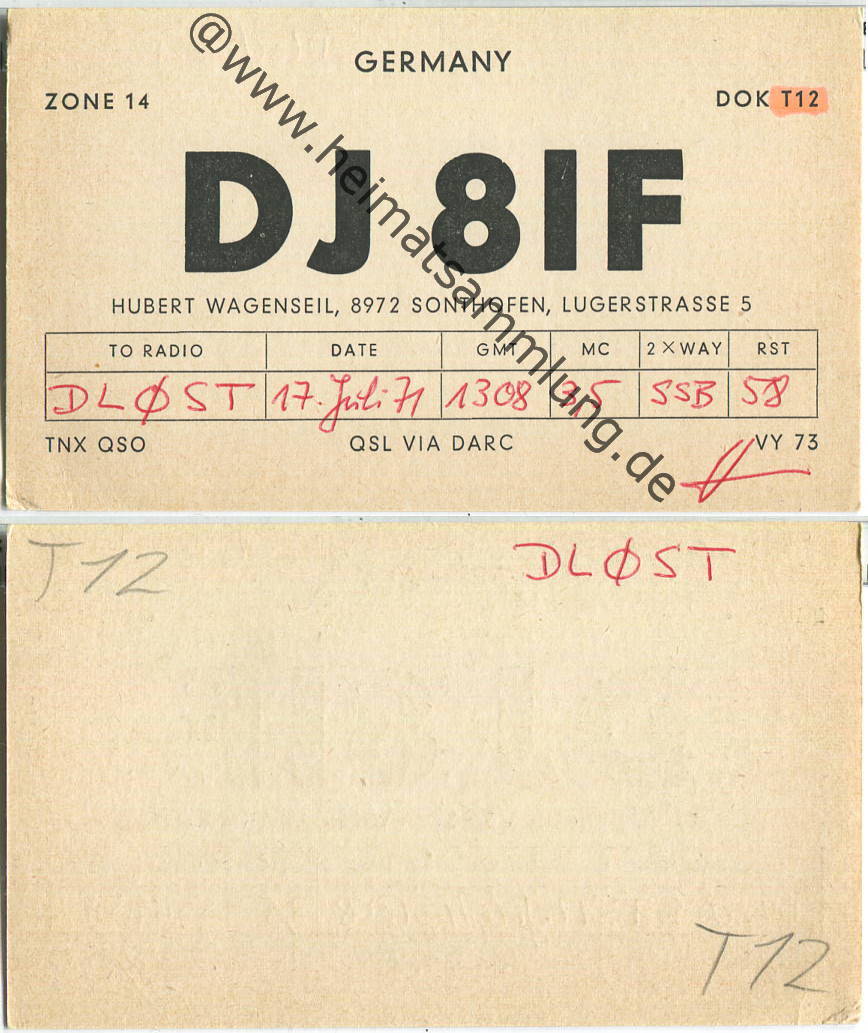 GERMANY
ZONE 14 DOK T12
DJ 8IF
HUBERT WAGENSEIL, 8972 SONTHOFEN, LUGERSTRASSE 5
TO RADIO DATE GMT MC 2×WAY RST
DLØST 17. Juli 71 1308 3,5 SSB 58
TNX QSO QSL VIA DARC VY 73
@www.heimatsammlung.de
T12 DLØST
T12